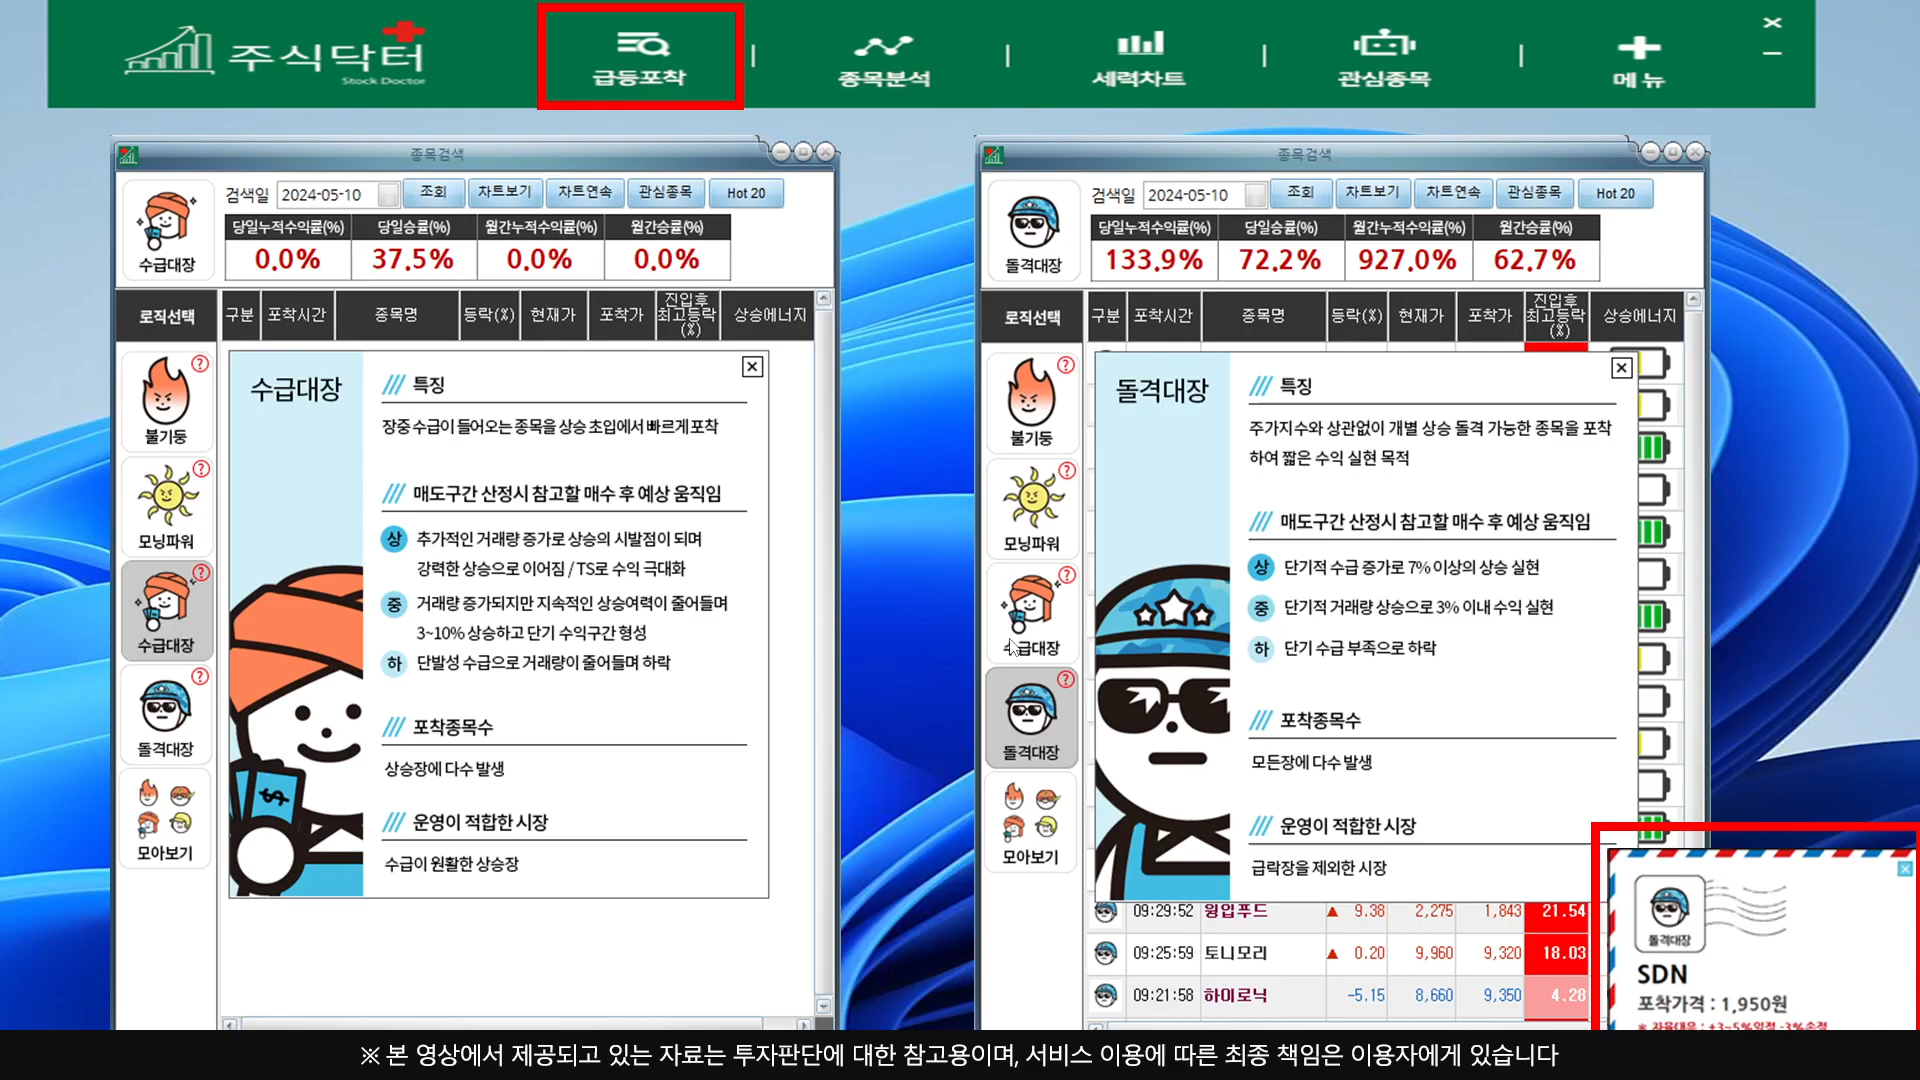 주식닥터
Stock Doctor
급등포착
종목분석
세력차트
관심종목
메뉴
종목검색
수급대장
검색일
2024-05-10
조회
차트보기
차트연속
관심종목
Hot 20
당일누적수익률(%)
당일승률(%)
월간누적수익률(%)
월간승률(%)
0.0%
37.5%
0.0%
0.0%
로직선택
구분
포착시간
종목명
등락(%)
현재가
포착가
진입후
최고등락
(%)
상승에너지
불기둥
모닝파워
수급대장
돌격대장
모아보기
수급대장
/// 특징
장중 수급이 들어오는 종목을 상승 초입에서 빠르게 포착
/// 매도구간 산정시 참고할 매수 후 예상 움직임
상 추가적인 거래량 증가로 상승의 시발점이 되며
강력한 상승으로 이어짐 / TS로 수익 극대화
중 거래량 증가되지만 지속적인 상승여력이 줄어들며
3~10% 상승하고 단기 수익구간 형성
하 단발성 수급으로 거래량이 줄어들며 하락
/// 포착종목수
상승장에 다수 발생
/// 운영이 적합한 시장
수급이 원활한 상승장
종목검색
돌격대장
검색일
2024-05-10
조회
차트보기
차트연속
관심종목
Hot 20
당일누적수익률(%)
당일승률(%)
월간누적수익률(%)
월간승률(%)
133.9%
72.2%
927.0%
62.7%
로직선택
구분
포착시간
종목명
등락(%)
현재가
포착가
진입후
최고등락
(%)
상승에너지
불기둥
모닝파워
수급대장
돌격대장
모아보기
돌격대장
/// 특징
주가지수와 상관없이 개별 상승 돌격 가능한 종목을 포착
하여 짧은 수익 실현 목적
/// 매도구간 산정시 참고할 매수 후 예상 움직임
상 단기적 수급 증가로 7% 이상의 상승 실현
중 단기적 거래량 상승으로 3% 이내 수익 실현
하 단기 수급 부족으로 하락
/// 포착종목수
모든장에 다수 발생
/// 운영이 적합한 시장
급락장을 제외한 시장
09:29:52 윙입푸드 ▲ 9.38 2,275 1,843 21.54
09:25:59 토니모리 ▲ 0.20 9,960 9,320 18.03
09:21:58 하이로닉 -5.15 8,660 9,350 4.28
돌격대장
SDN
포착가격 : 1,950원
※ 본 영상에서 제공되고 있는 자료는 투자판단에 대한 참고용이며, 서비스 이용에 따른 최종 책임은 이용자에게 있습니다